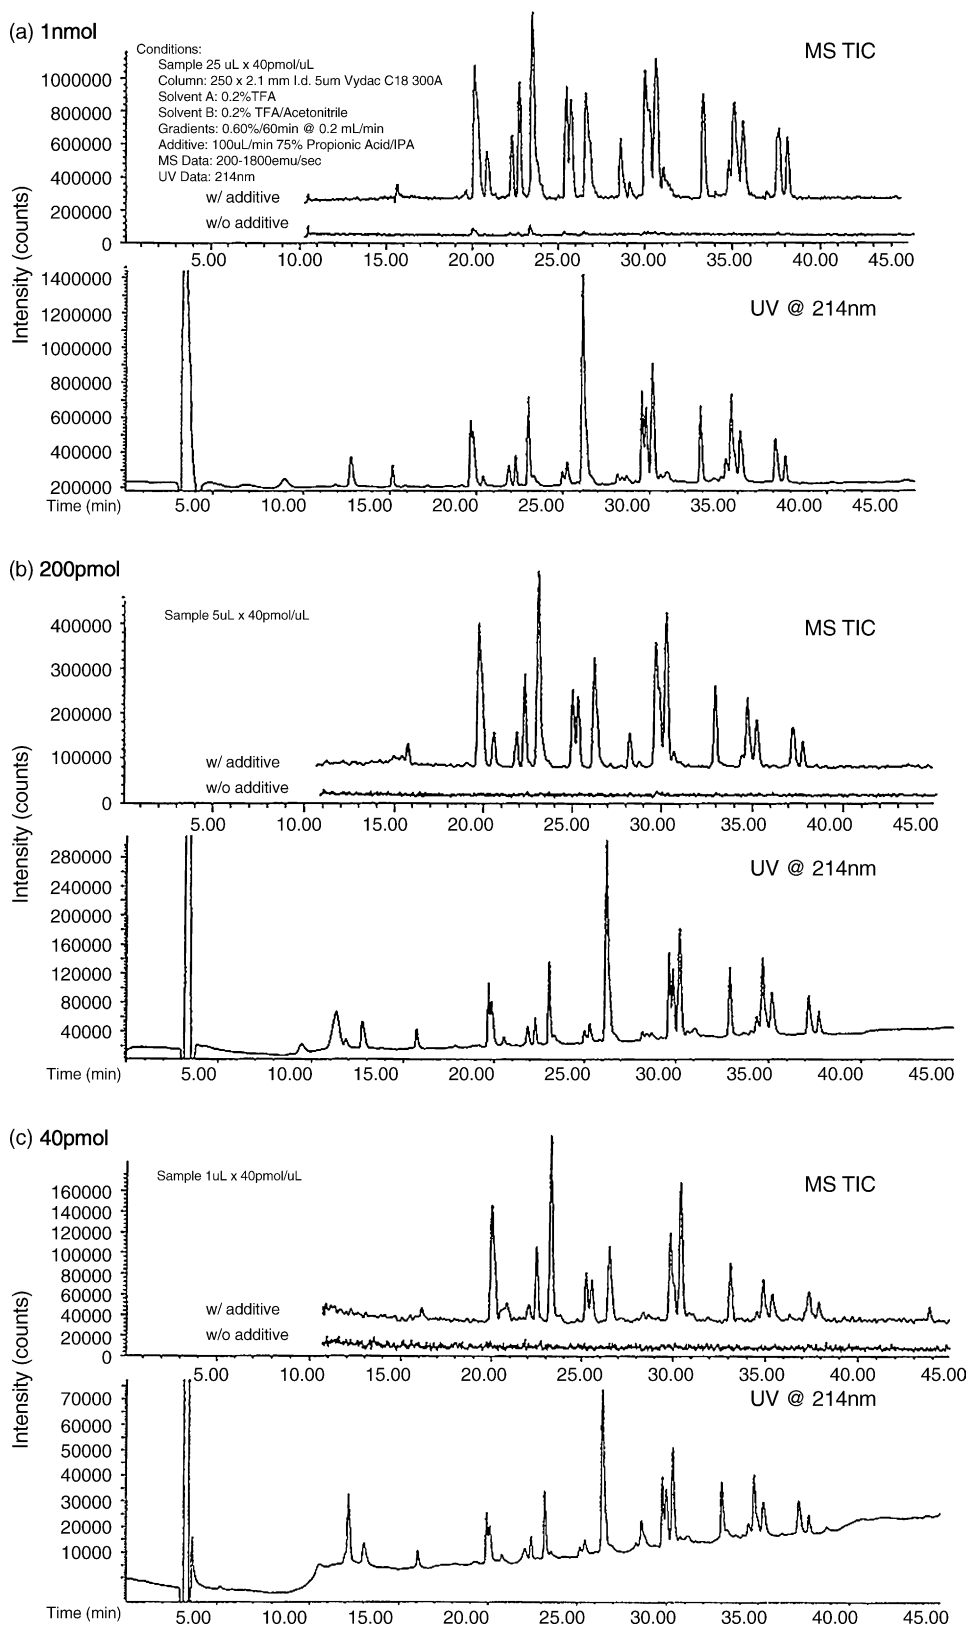 (a) 1nmol
MS TIC
Conditions:
Sample 25 uL x 40pmol/uL
Column: 250 x 2.1 mm I.d. 5um Vydac C18 300A
Solvent A: 0.2%TFA
Solvent B: 0.2% TFA/Acetonitrile
Gradients: 0.60%/60min @ 0.2 mL/min
Additive: 100uL/min 75% Propionic Acid/IPA
MS Data: 200-1800emu/sec
UV Data: 214nm
w/ additive
w/o additive
1000000
800000
600000
400000
200000
0
5.00 10.00 15.00 20.00 25.00 30.00 35.00 40.00 45.00
Intensity (counts)
UV @ 214nm
1400000
1200000
1000000
800000
600000
400000
200000
Time (min) 5.00 10.00 15.00 20.00 25.00 30.00 35.00 40.00 45.00
(b) 200pmol
Sample 5uL x 40pmol/uL
MS TIC
400000
300000
200000
100000
0
w/ additive
w/o additive
5.00 10.00 15.00 20.00 25.00 30.00 35.00 40.00 45.00
Intensity (counts)
UV @ 214nm
280000
240000
200000
160000
120000
80000
40000
Time (min) 5.00 10.00 15.00 20.00 25.00 30.00 35.00 40.00 45.00
(c) 40pmol
Sample 1uL x 40pmol/uL
MS TIC
160000
140000
120000
100000
80000
60000
40000
20000
0
w/ additive
w/o additive
5.00 10.00 15.00 20.00 25.00 30.00 35.00 40.00 45.00
Intensity (counts)
UV @ 214nm
70000
60000
50000
40000
30000
20000
10000
Time (min) 5.00 10.00 15.00 20.00 25.00 30.00 35.00 40.00 45.00